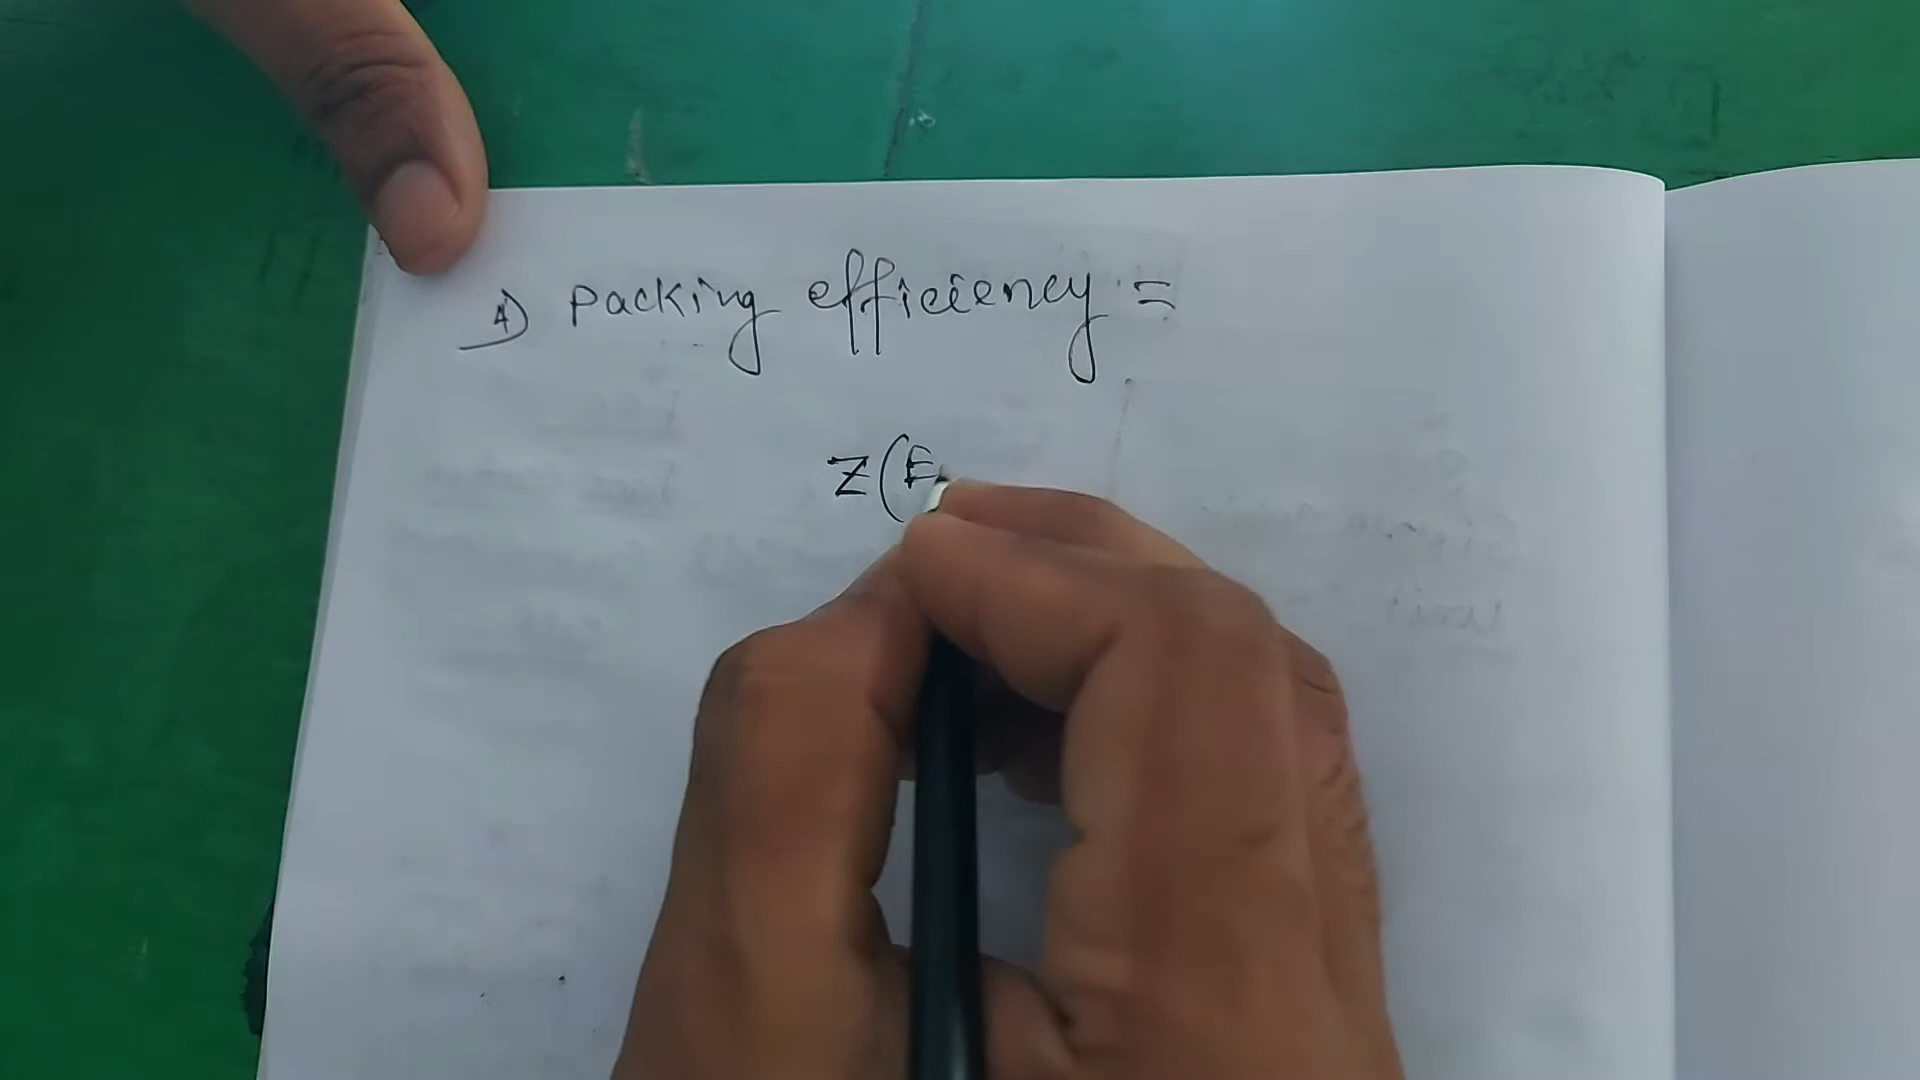 4) Packing efficiency =
Z(F